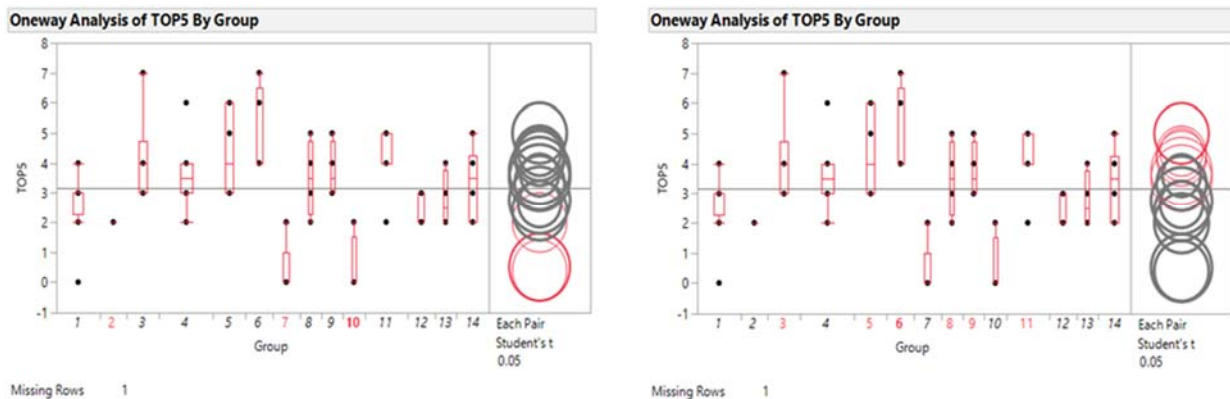 Oneway Analysis of TOP5 By Group
8
7
6
5
4
3
2
1
0
-1
TOP5
1 2 3 4 5 6 7 8 9 10 11 12 13 14
Group
Each Pair
Student's t
0.05
Missing Rows 1
Oneway Analysis of TOP5 By Group
8
7
6
5
4
3
2
1
0
-1
TOP5
1 2 3 4 5 6 7 8 9 10 11 12 13 14
Group
Each Pair
Student's t
0.05
Missing Rows 1